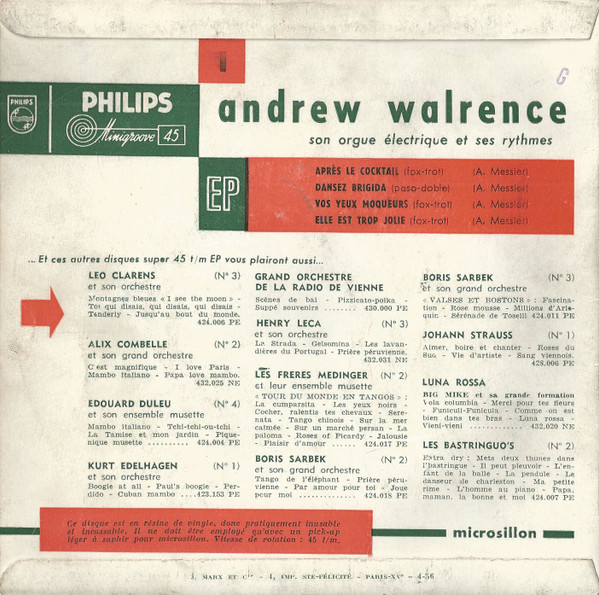 1
G
PHILIPS
PHILIPS
Minigroove 45
andrew walrence
son orgue électrique et ses rythmes
EP
APRÈS LE COCKTAIL (fox-trot) (A. Messier)
DANSEZ BRIGIDA (paso-doble) (A. Messier)
VOS YEUX MOQUEURS (fox-trot) (A. Messier)
ELLE EST TROP JOLIE (fox-trot) (A. Messier)
...Et ces autres disques super 45 t/m EP vous plairont aussi...
LEO CLARENS (N° 3)
et son orchestre
Montagnes bleues « I see the moon » -
Toi qui disais, qui disais, qui disais -
Tenderly - Jusqu'au bout du monde.
424.006 PE
ALIX COMBELLE (N° 2)
et son grand orchestre
C'est magnifique - I love Paris -
Mambo italiano - Papa love mambo.
432.025 NE
EDOUARD DULEU (N° 4)
et son ensemble musette
Mambo italiano - Tchi-tchi-ou-tchi -
La Tamise et mon jardin - Pique-
nique musette .......... 424.004 PE
KURT EDELHAGEN (N° 1)
et son orchestre
Boogie at all - Paul's boogie - Per-
dido - Cuban mambo .... 423.153 PE
GRAND ORCHESTRE
DE LA RADIO DE VIENNE
Scènes de bal - Pizzicato-polka -
Suppé souvenirs ........ 430.000 PE
HENRY LECA (N° 3)
et son orchestre
La Strada - Gelsomina - Les lavan-
dières du Portugal - Prière péruvienne.
432.031 NE
LES FRERES MEDINGER (N° 2)
et leur ensemble musette
« TOUR DU MONDE EN TANGOS » :
La cumparsita - Les yeux noirs -
Cocher, ralentis tes chevaux - Sere-
nata - Tango chinois - Sur la mer
calmée - Sur un marché persan - La
paloma - Roses of Picardy - Jalousie
- Plaisir d'amour ...... 424.017 PE
BORIS SARBEK (N° 2)
et son grand orchestre
Tango de l'éléphant - Prière péru-
vienne - Par amour pour toi - Joue
pour moi .............. 424.018 PE
BORIS SARBEK (N° 3)
et son grand orchestre
« VALSES ET BOSTONS » : Fascina-
tion - Rose mousse - Millions d'Arle-
quin - Sérénade de Toselli 424.011 PE
JOHANN STRAUSS (N° 1)
Aimer, boire et chanter - Roses du
Sud - Vie d'artiste - Sang viennois.
428.006 PE
LUNA ROSSA
BIG MIKE et sa grande formation
Vola columbia - Merci pour tes fleurs
- Funiculi-Funicula - Comme on est
bien dans tes bras - Luna rossa -
Vieni-vieni ............ 432.020 NE
LES BASTRINGUO'S (N° 2)
Extra dry : Mets deux thunes dans
l'bastringue - Il peut pleuvoir - L'en-
fant de la balle - La pendule - Le
danseur de charleston - Ma petite
rime - L'homme au piano - Papa,
maman, la bonne et moi 424.007 PE
Ce disque est en résine de vinyle, donc pratiquement inusable
et incassable. Il ne doit être employé qu'avec un pick-up
léger à saphir pour microsillon. Vitesse de rotation : 45 t/m.
microsillon
J. MARX ET Cie - 4, IMP. STE-FÉLICITÉ - PARIS-XVe - 4-56